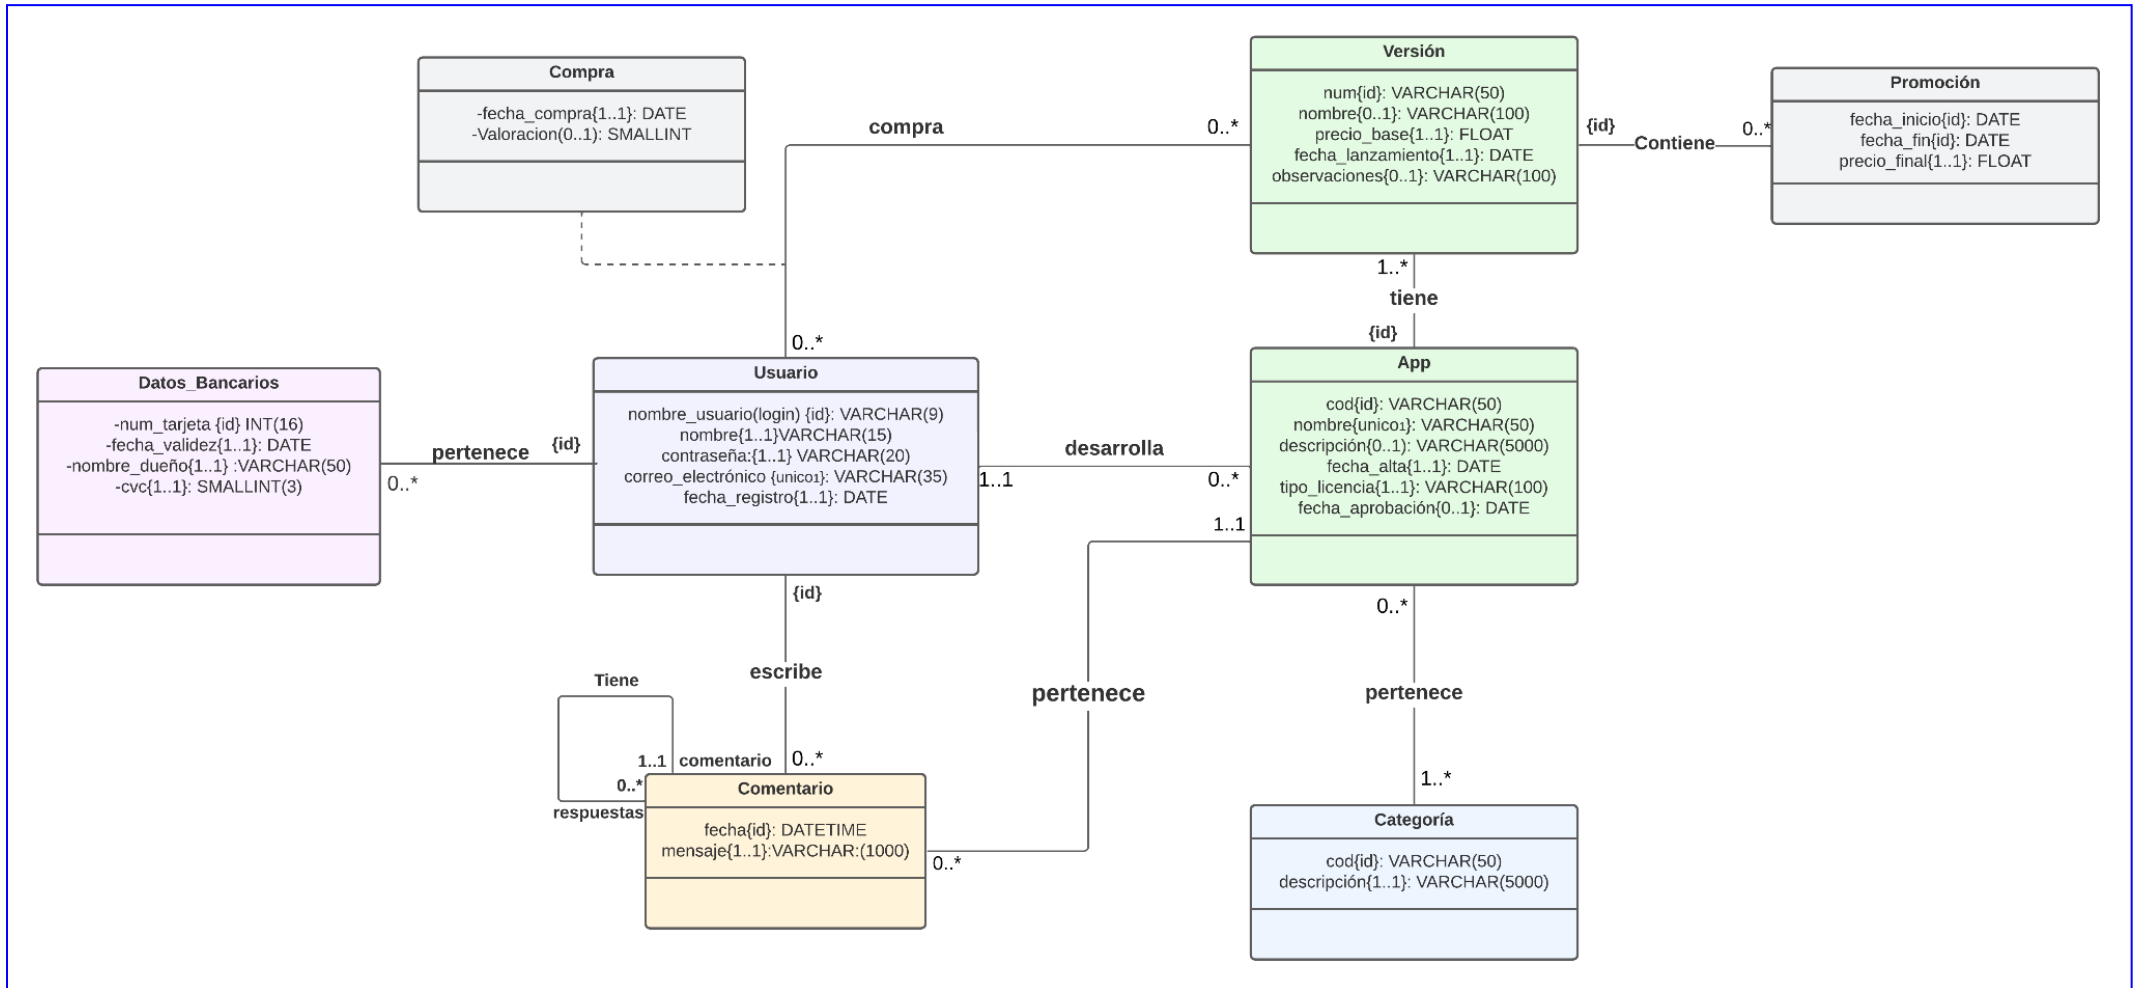 Compra
-fecha_compra{1..1}: DATE
-Valoracion(0..1): SMALLINT
compra
0..*
0..*
Versión
num{id}: VARCHAR(50)
nombre{0..1}: VARCHAR(100)
precio_base{1..1}: FLOAT
fecha_lanzamiento{1..1}: DATE
observaciones{0..1}: VARCHAR(100)
{id}
Contiene
0..*
Promoción
fecha_inicio{id}: DATE
fecha_fin{id}: DATE
precio_final{1..1}: FLOAT
1..*
tiene
{id}
Datos_Bancarios
-num_tarjeta {id} INT(16)
-fecha_validez{1..1}: DATE
-nombre_dueño{1..1} :VARCHAR(50)
-cvc{1..1}: SMALLINT(3)
pertenece
{id}
0..*
Usuario
nombre_usuario(login) {id}: VARCHAR(9)
nombre{1..1}VARCHAR(15)
contraseña:{1..1} VARCHAR(20)
correo_electrónico {unico1}: VARCHAR(35)
fecha_registro{1..1}: DATE
desarrolla
1..1
0..*
App
cod{id}: VARCHAR(50)
nombre{unico1}: VARCHAR(50)
descripción{0..1): VARCHAR(5000)
fecha_alta{1..1}: DATE
tipo_licencia{1..1}: VARCHAR(100)
fecha_aprobación{0..1}: DATE
1..1
{id}
escribe
0..*
Tiene
1..1
comentario
0..*
respuestas
Comentario
fecha{id}: DATETIME
mensaje{1..1}:VARCHAR:(1000)
pertenece
0..*
0..*
pertenece
1..*
Categoría
cod{id}: VARCHAR(50)
descripción{1..1}: VARCHAR(5000)